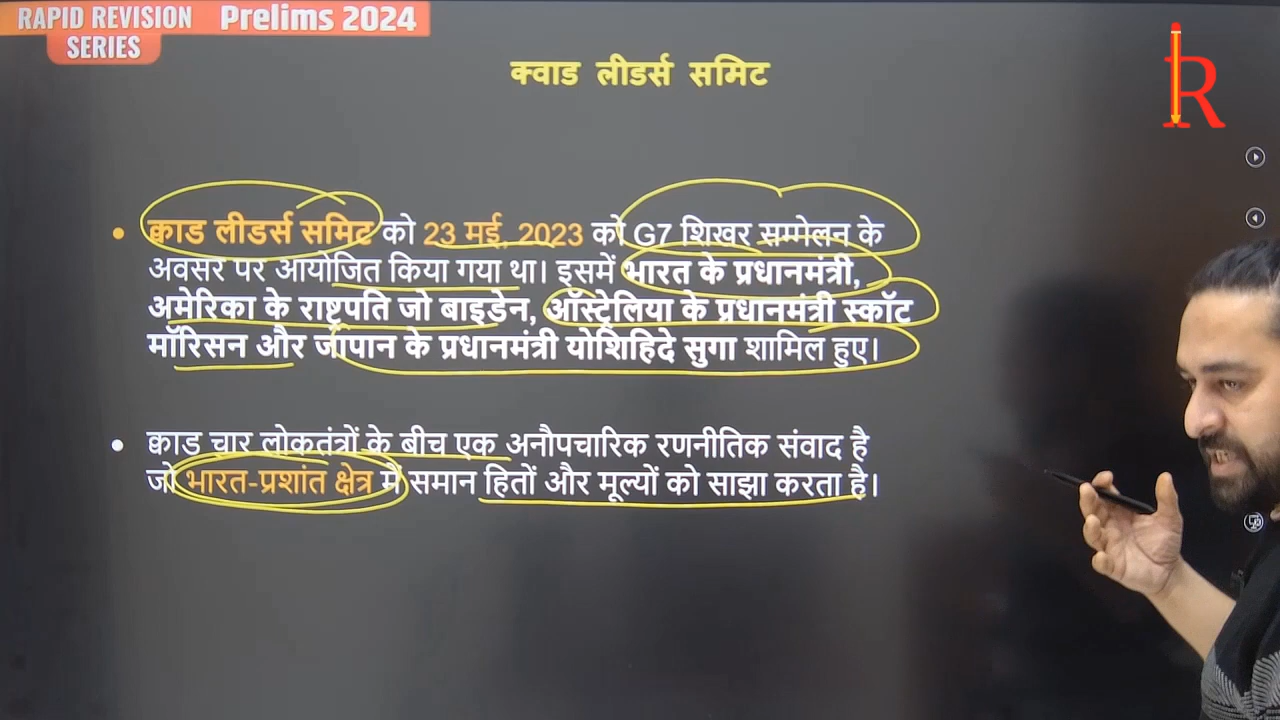 RAPID REVISION Prelims 2024
SERIES
R
क्वाड लीडर्स समिट
• क्वाड लीडर्स समिट को 23 मई, 2023 को G7 शिखर सम्मेलन के
अवसर पर आयोजित किया गया था। इसमें भारत के प्रधानमंत्री,
अमेरिका के राष्ट्रपति जो बाइडेन, ऑस्ट्रेलिया के प्रधानमंत्री स्कॉट
मॉरिसन और जापान के प्रधानमंत्री योशिहिदे सुगा शामिल हुए।
• क्वाड चार लोकतंत्रों के बीच एक अनौपचारिक रणनीतिक संवाद है
जो भारत-प्रशांत क्षेत्र में समान हितों और मूल्यों को साझा करता है।